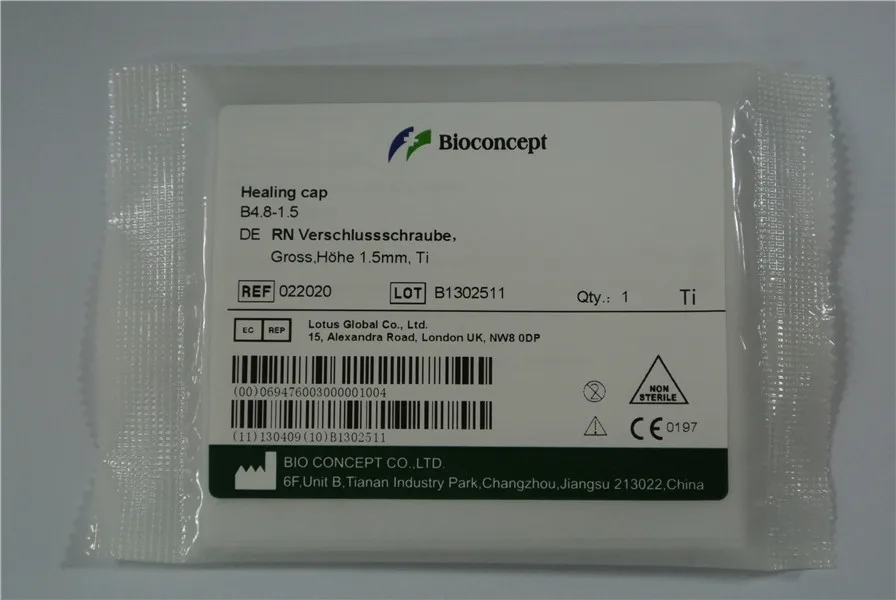 Bioconcept
Healing cap
B4.8-1.5
DE RN Verschlussschraube,
Gross,Höhe 1.5mm, Ti
REF 022020 LOT B1302511 Qty.: 1 Ti
EC REP Lotus Global Co., Ltd.
15, Alexandra Road, London UK, NW8 0DP
(00)069476003000001004
NON
STERILE
(11)130409(10)B1302511
CE 0197
BIO CONCEPT CO.,LTD.
6F,Unit B,Tianan Industry Park,Changzhou,Jiangsu 213022,China